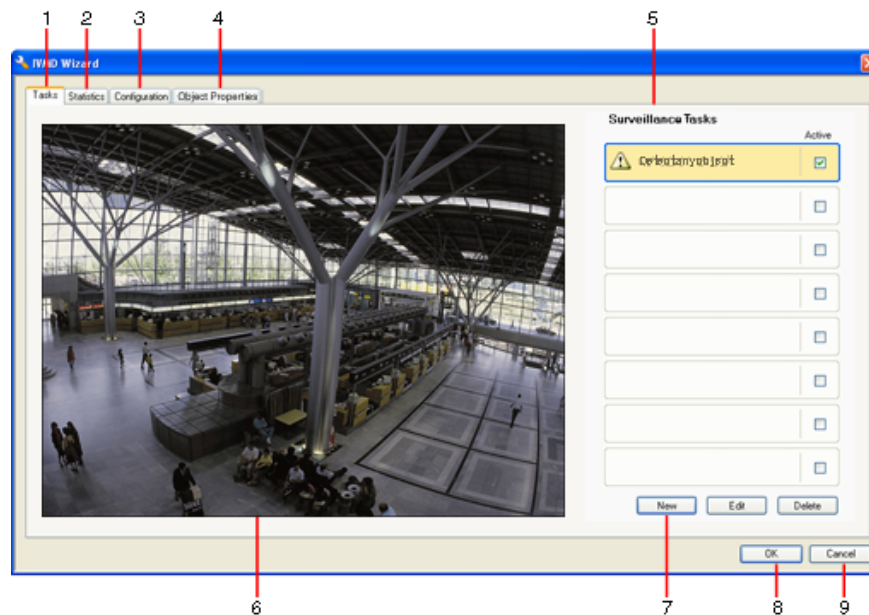 1 2 3 4 5
IVMD Wizard
Tasks Statistics Configuration Object Properties
Surveillance Tasks
Active
New Edit Delete
OK Cancel
6 7 8 9